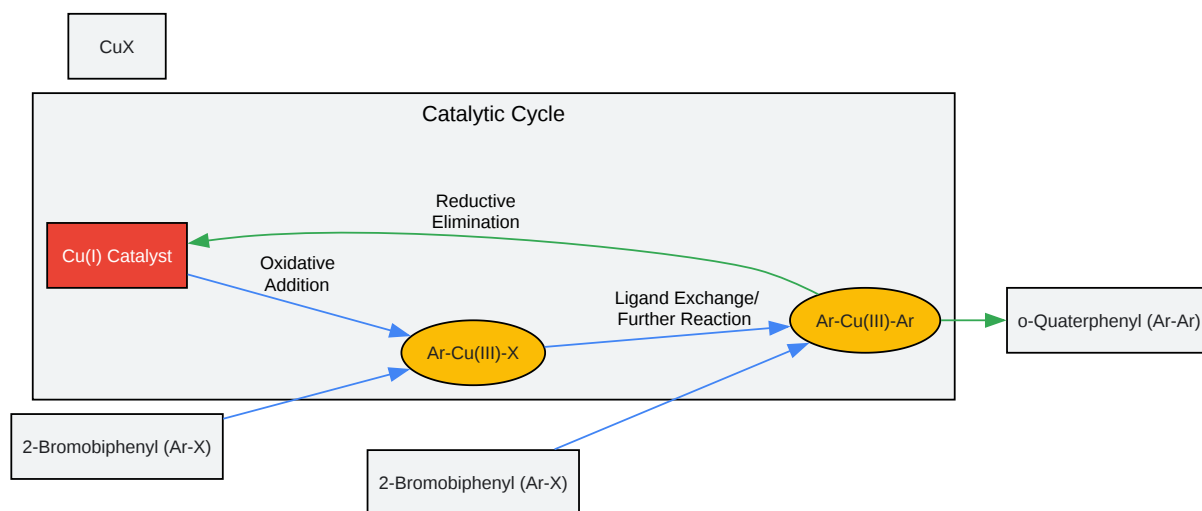 CuX
Catalytic Cycle
Reductive
Elimination
Cu(I) Catalyst
Oxidative
Addition
Ligand Exchange/
Further Reaction
Ar-Cu(III)-Ar
o-Quaterphenyl (Ar-Ar)
Ar-Cu(III)-X
2-Bromobiphenyl (Ar-X)
2-Bromobiphenyl (Ar-X)